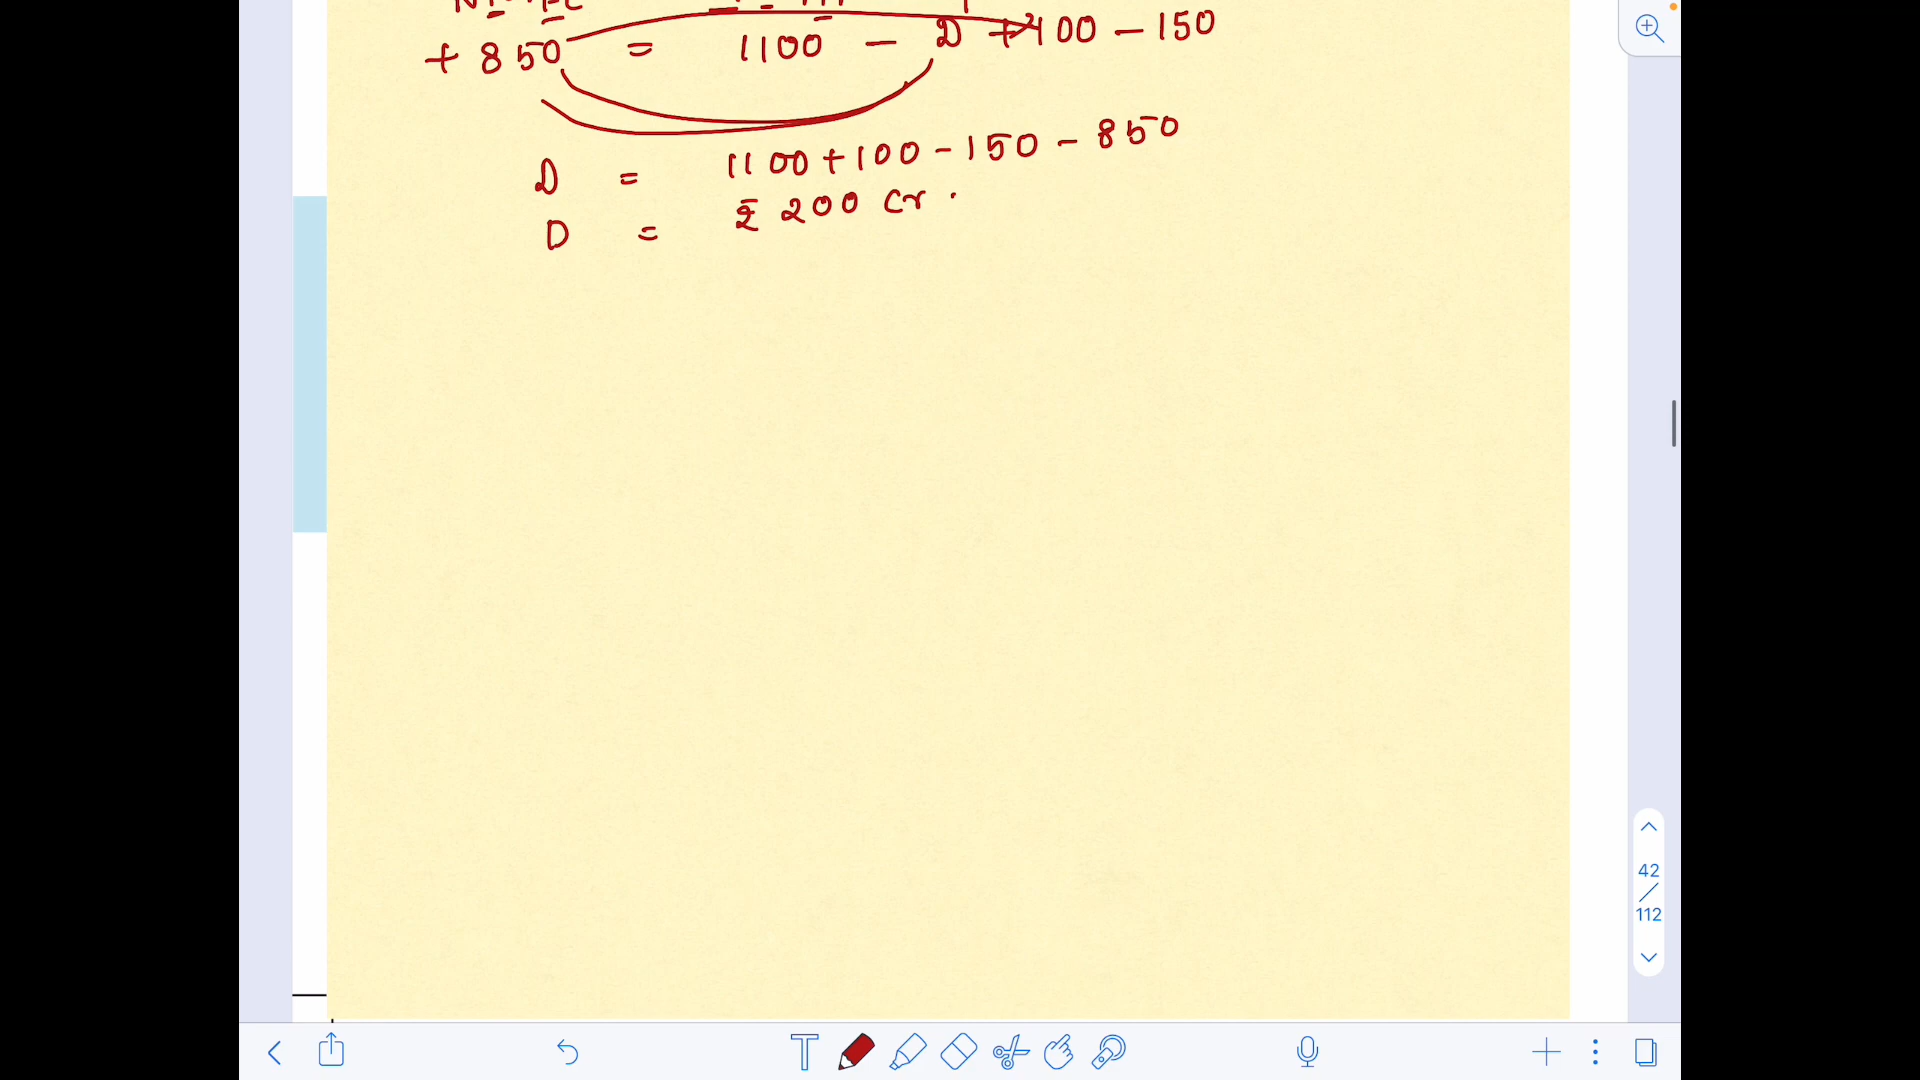 + 850 = 1100 - D + 100 - 150
D = 1100 + 100 - 150 - 850
D = ₹ 200 Cr.
42
112
T